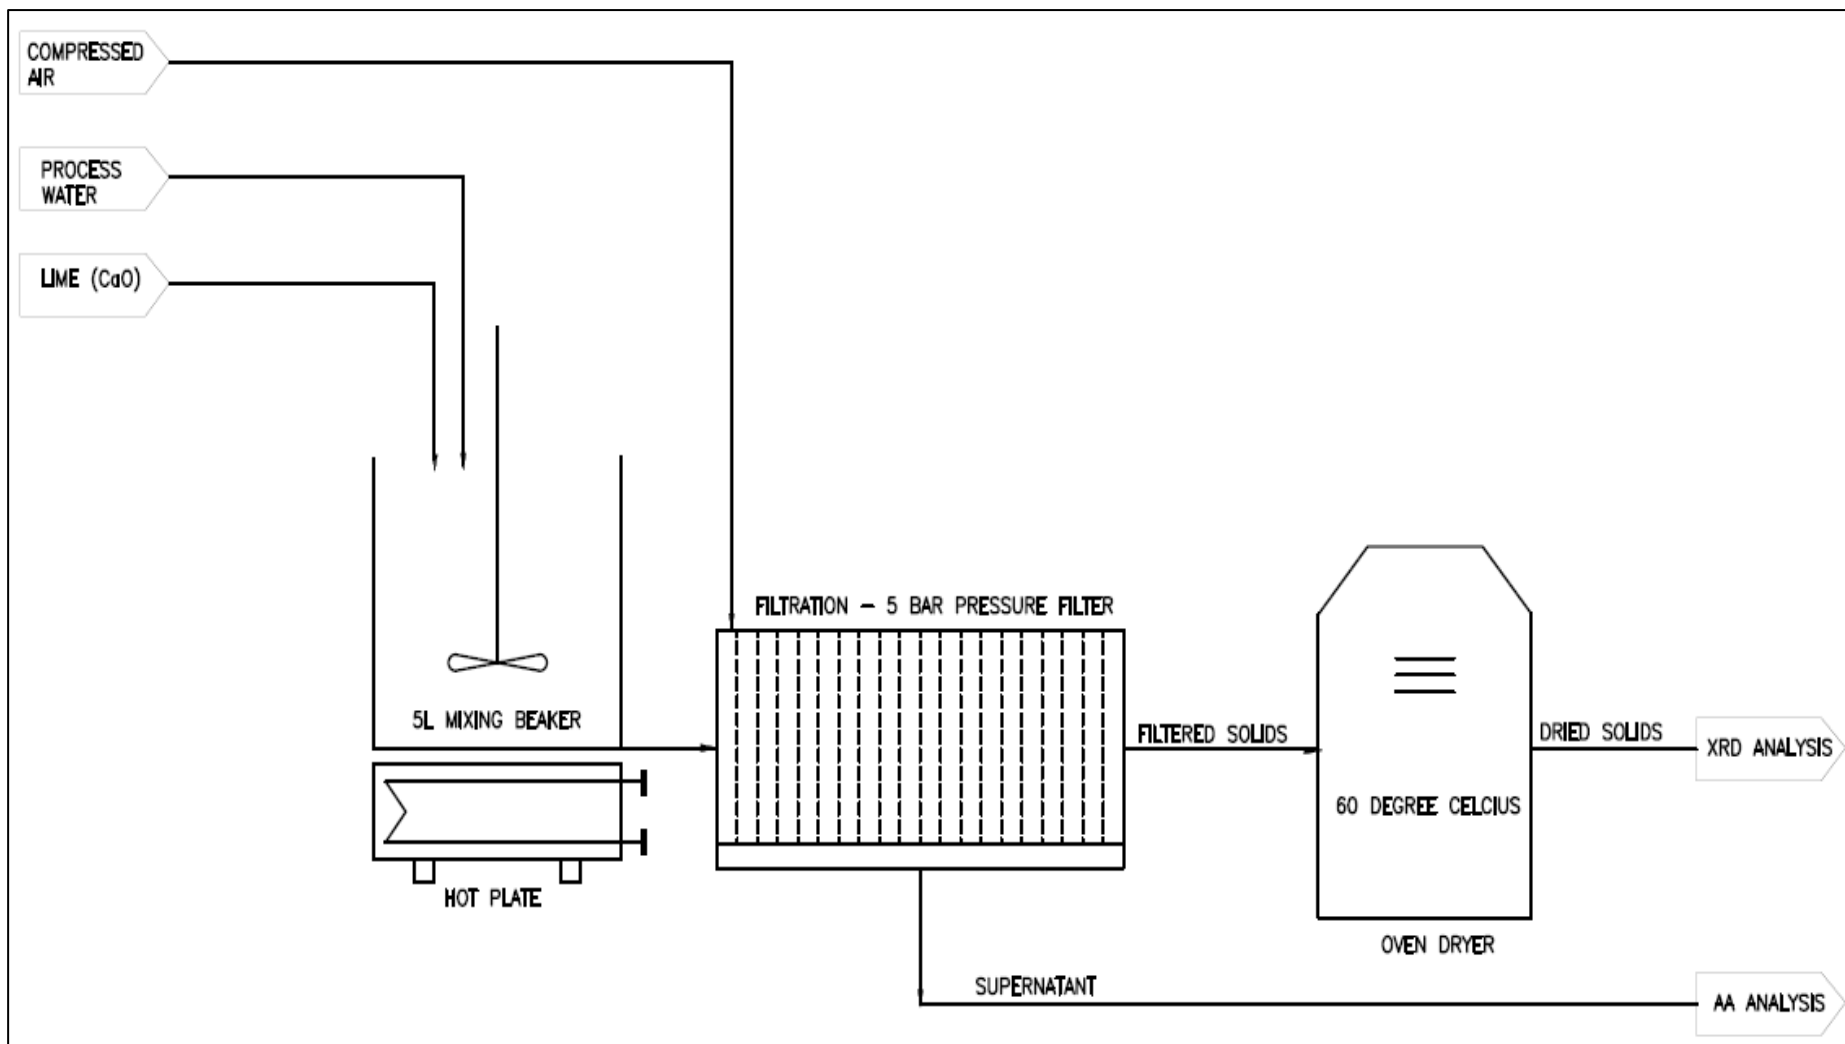 COMPRESSED
AIR
PROCESS
WATER
LIME (CaO)
FILTRATION - 5 BAR PRESSURE FILTER
5L MIXING BEAKER
FILTERED SOLIDS
DRIED SOLIDS
XRD ANALYSIS
60 DEGREE CELCIUS
HOT PLATE
OVEN DRYER
SUPERNATANT
AA ANALYSIS